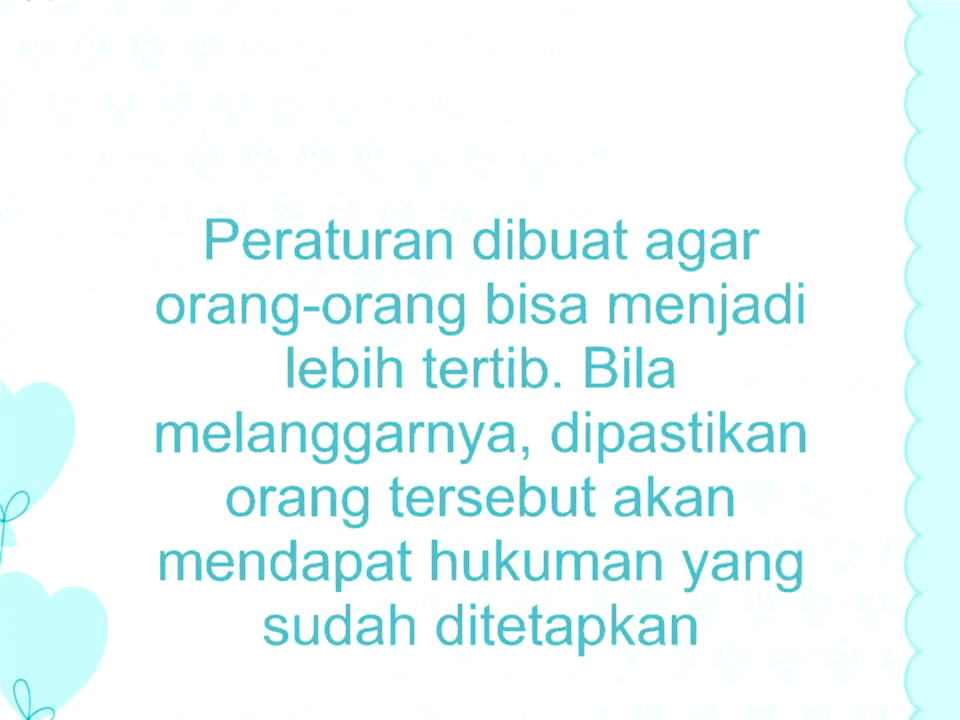 Peraturan dibuat agar
orang-orang bisa menjadi
lebih tertib. Bila
melanggarnya, dipastikan
orang tersebut akan
mendapat hukuman yang
sudah ditetapkan